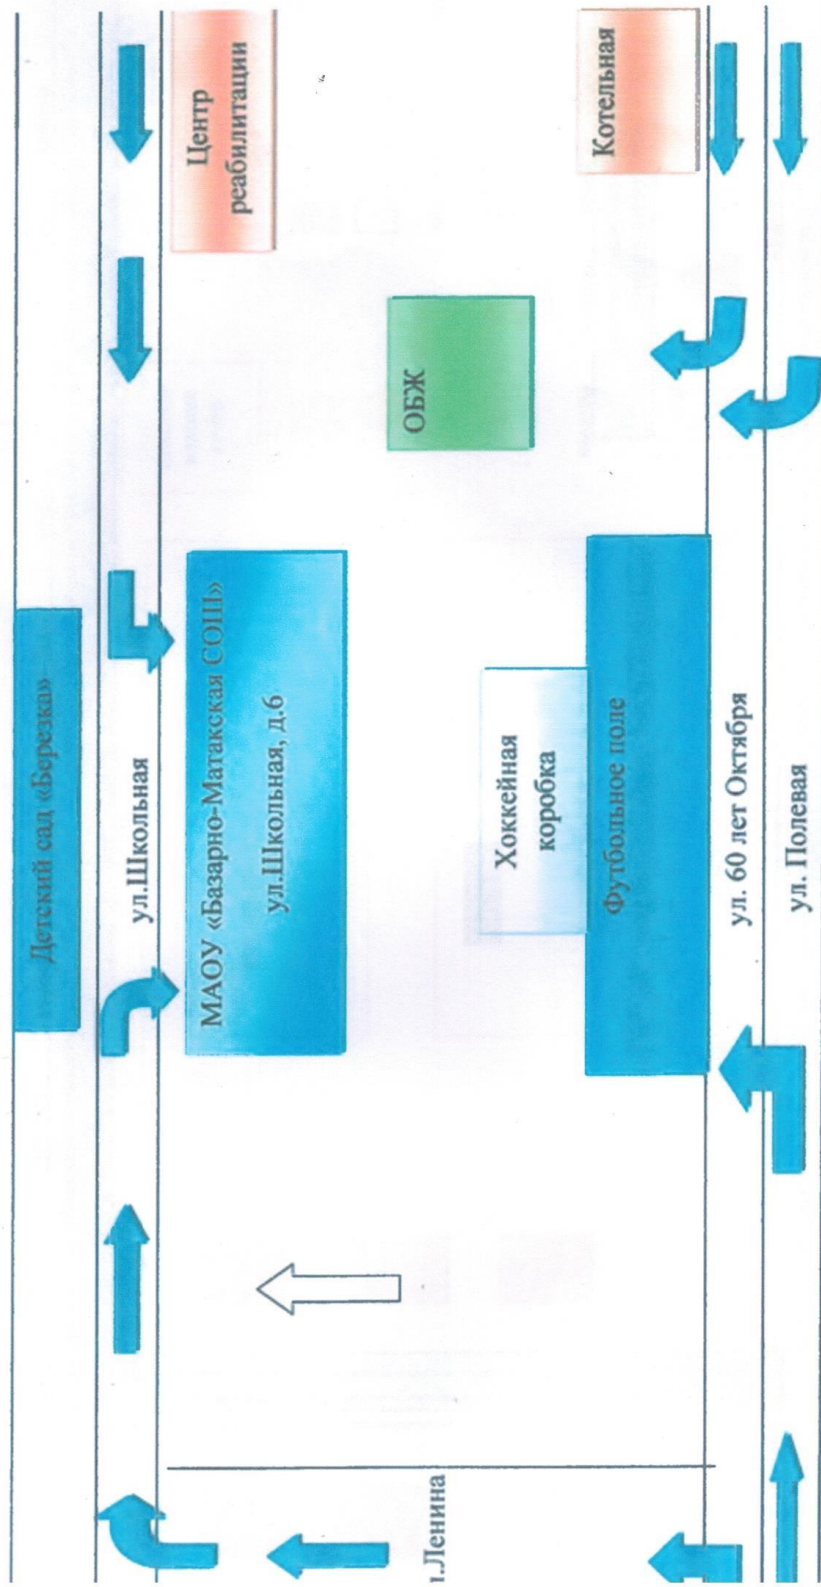 Детский сад «Березка»
ул.Школьная
МАОУ «Базарно-Матакская СОШ»
ул.Школьная, д.6
Центр
реабилитации
ОБЖ
л.Ленина
Хоккейная
коробка
Футбольное поле
Котельная
ул. 60 лет Октября
ул. Полевая